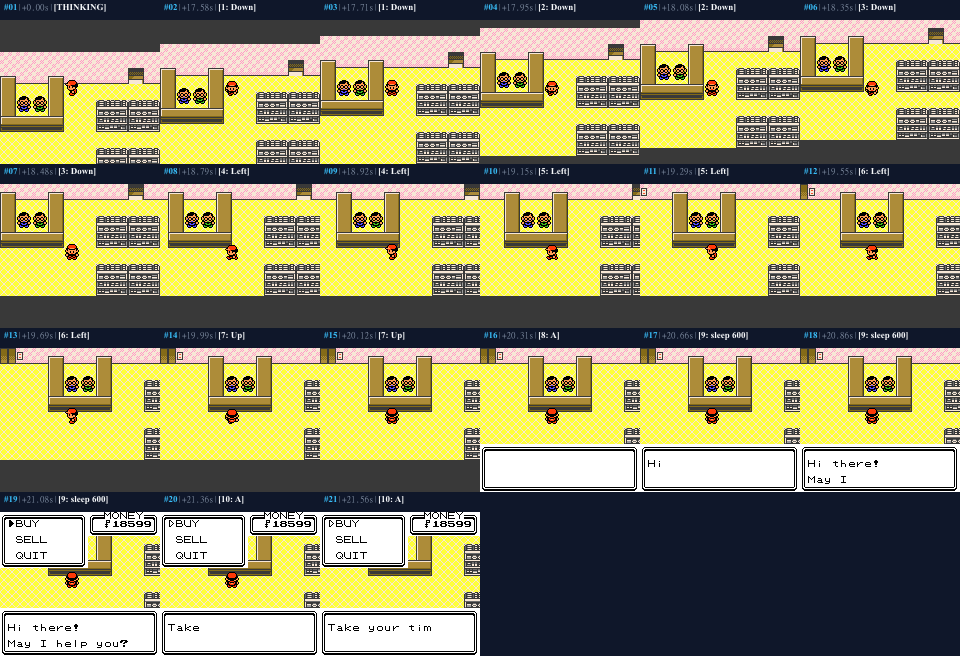 #01 | +0.00s | [THINKING]
#02 | +17.58s | [1: Down]
#03 | +17.71s | [1: Down]
#04 | +17.95s | [2: Down]
#05 | +18.08s | [2: Down]
#06 | +18.35s | [3: Down]
#07 | +18.48s | [3: Down]
#08 | +18.79s | [4: Left]
#09 | +18.92s | [4: Left]
#10 | +19.15s | [5: Left]
#11 | +19.29s | [5: Left]
#12 | +19.55s | [6: Left]
#13 | +19.69s | [6: Left]
#14 | +19.99s | [7: Up]
#15 | +20.12s | [7: Up]
#16 | +20.31s | [8: A]
#17 | +20.66s | [9: sleep 600]
Hi
#18 | +20.86s | [9: sleep 600]
Hi there!
May I
#19 | +21.08s | [9: sleep 600]
BUY
SELL
QUIT
MONEY
₽18599
Hi there!
May I help you?
#20 | +21.36s | [10: A]
BUY
SELL
QUIT
MONEY
₽18599
Take
#21 | +21.56s | [10: A]
BUY
SELL
QUIT
MONEY
₽18599
Take your tim